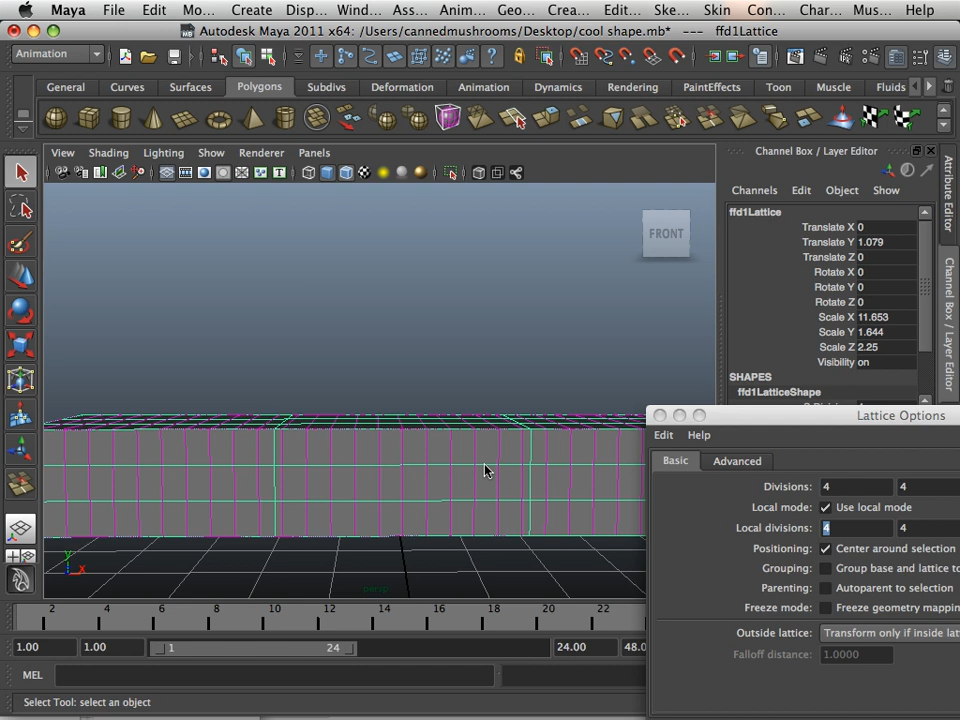 Maya File Edit Mo... Create Disp... Wind... Ass... Anim... Geo... Crea... Edit... Ske... Skin Con... Char... Mus... Help
Autodesk Maya 2011 x64: /Users/cannedmushrooms/Desktop/cool shape.mb* --- ffd1Lattice
Animation
General Curves Surfaces Polygons Subdivs Deformation Animation Dynamics Rendering PaintEffects Toon Muscle Fluids
View Shading Lighting Show Renderer Panels
Channel Box / Layer Editor
Channels Edit Object Show
ffd1Lattice
Translate X 0
Translate Y 1.079
Translate Z 0
Rotate X 0
Rotate Y 0
Rotate Z 0
Scale X 11.653
Scale Y 1.644
Scale Z 2.25
Visibility on
SHAPES
ffd1LatticeShape
Attribute Editor
Channel Box / Layer Editor
FRONT
Lattice Options
Edit Help
Basic Advanced
Divisions: 4 4
Local mode: Use local mode
Local divisions: 4 4
Positioning: Center around selection
Grouping: Group base and lattice to
Parenting: Autoparent to selection
Freeze mode: Freeze geometry mappin
Outside lattice: Transform only if inside lat
Falloff distance: 1.0000
y
x
persp
2 4 6 8 10 12 14 16 18 20 22
1.00 1.00 1 24 24.00 48.0
MEL
Select Tool: select an object